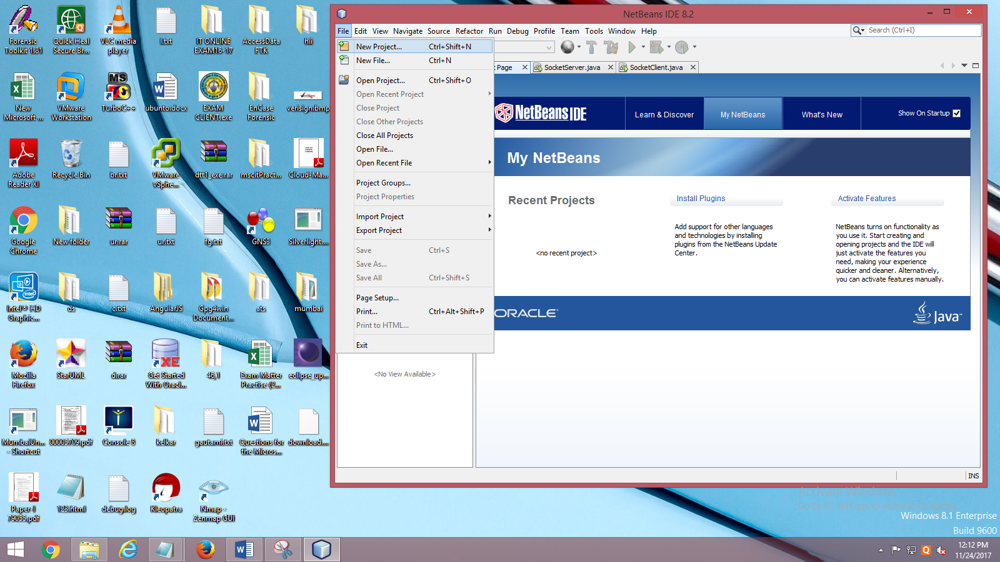 Forensic
Toolkit 1.81
Quick Heal
Secure Br...
VLC media
player
l.txt
IT ONLINE
EXAM16-17
AccessData
FTK
hii
New
Microsoft ...
VMware
Workstation
TurboC++
ubunto.docx
EXAM
CLIENT.exe
EnCase
Forensic
verisign.bmp
Adobe
Reader XI
Recycle Bin
br.txt
VMware
vSphe...
dtt1_exe.rar
mscitPract...
Cloud-Ma...
Google
Chrome
New folder
ur.rar
ur.txt
fg.txt
GNS3
Silverlight....
Intel® HD
Graphic...
ds
c.txt
AngularJS
Gpg4win
Document...
ats
mumbai
Mozilla
Firefox
StarUML
d.rar
Get Started
With Oracl...
46,1
Exam Matter
Practise (2...
eclipse_up...
MumbaiUn...
- Shortcut
00005709.pdf
Console 8
kelkar
gautami.txt
Questions for
the Micros...
download....
Paper-I
79055.pdf
123.html
debug.log
Kleopatra
Nmap -
Zenmap GUI
NetBeans IDE 8.2
File Edit View Navigate Source Refactor Run Debug Profile Team Tools Window Help
Search (Ctrl+I)
New Project... Ctrl+Shift+N
New File... Ctrl+N
Open Project... Ctrl+Shift+O
Open Recent Project
Close Project
Close Other Projects
Close All Projects
Open File...
Open Recent File
Project Groups...
Project Properties
Import Project
Export Project
Save Ctrl+S
Save As...
Save All Ctrl+Shift+S
Page Setup...
Print... Ctrl+Alt+Shift+P
Print to HTML...
Exit
<No View Available>
Page SocketServer.java SocketClient.java
NetBeans IDE
Learn & Discover My NetBeans What's New Show On Startup
My NetBeans
Recent Projects
<no recent project>
Install Plugins
Add support for other languages
and technologies by installing
plugins from the NetBeans Update
Center.
Activate Features
NetBeans turns on functionality as
you use it. Start creating and
opening projects and the IDE will
just activate the features you
need, making your experience
quicker and cleaner. Alternatively,
you can activate features manually.
ORACLE
Java
INS
Activate Windows
Go to PC settings to activate Windows.
Windows 8.1 Enterprise
Build 9600
12:12 PM
11/24/2017